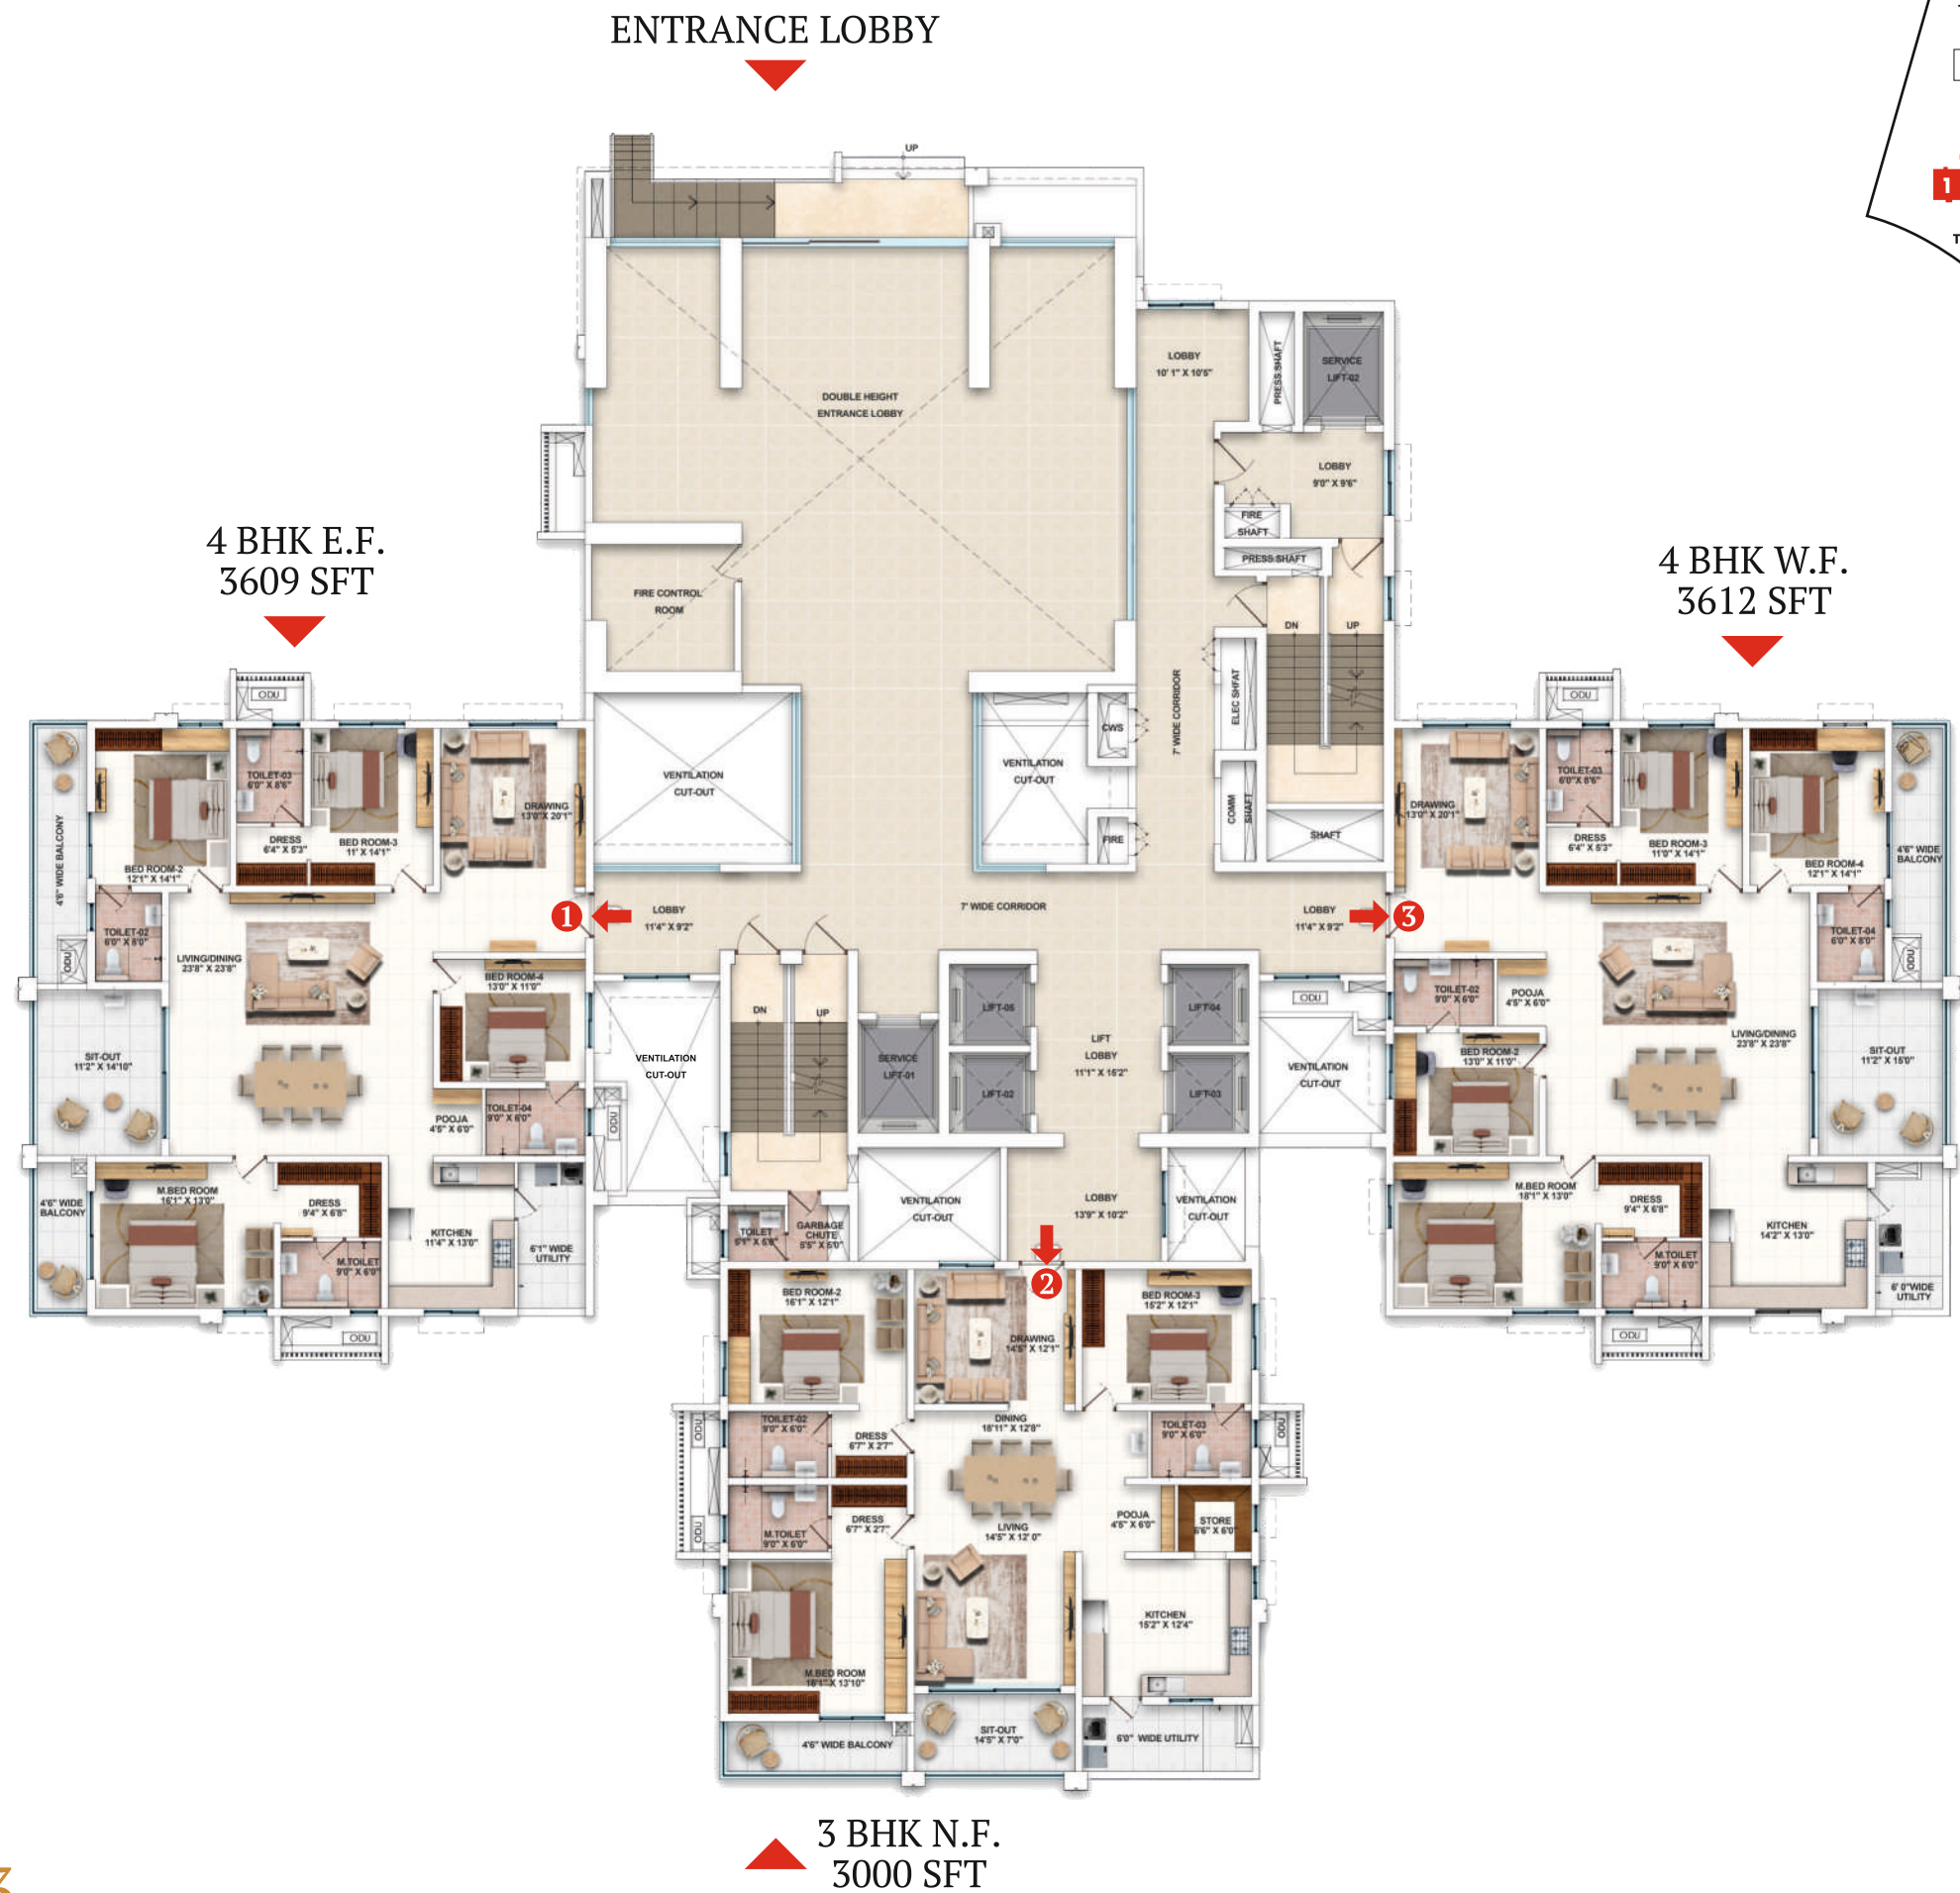 ENTRANCE LOBBY
UP
1
LOBBY
10' 1" X 10'5"
PRESS SHAFT
SERVICE
LIFT-02
DOUBLE HEIGHT
ENTRANCE LOBBY
LOBBY
9'0" X 9'6"
FIRE
SHAFT
PRESS SHAFT
4 BHK E.F.
3609 SFT
4 BHK W.F.
3612 SFT
FIRE CONTROL
ROOM
DN
UP
ELEC SHFAT
7' WIDE CORRIDOR
CWS
VENTILATION
CUT-OUT
VENTILATION
CUT-OUT
COMM
SHAFT
FIRE
SHAFT
ODU
TOILET-03
6'0" X 8'6"
DRAWING
13'0" X 20'1"
4'6" WIDE BALCONY
DRESS
6'4" X 5'3"
BED ROOM-3
11' X 14'1"
BED ROOM-2
12'1" X 14'1"
TOILET-02
6'0" X 8'0"
ODU
LIVING/DINING
23'8" X 23'8"
BED ROOM-4
13'0" X 11'0"
SIT-OUT
11'2" X 14'10"
POOJA
4'5" X 6'0"
TOILET-04
9'0" X 6'0"
ODU
4'6" WIDE
BALCONY
M.BED ROOM
16'1" X 13'0"
DRESS
9'4" X 6'8"
M.TOILET
9'0" X 6'0"
KITCHEN
11'4" X 13'0"
6'1" WIDE
UTILITY
ODU
1
LOBBY
11'4" X 9'2"
7' WIDE CORRIDOR
LOBBY
11'4" X 9'2"
3
VENTILATION
CUT-OUT
DN
UP
SERVICE
LIFT-01
LIFT-05
LIFT-02
LIFT
LOBBY
11'1" X 15'2"
LIFT-04
LIFT-03
ODU
VENTILATION
CUT-OUT
TOILET
5'1" X 5'8"
GARBAGE
CHUTE
5'5" X 5'0"
VENTILATION
CUT-OUT
LOBBY
13'9" X 10'2"
VENTILATION
CUT-OUT
2
ODU
DRAWING
13'0" X 20'1"
TOILET-03
6'0" X 8'6"
DRESS
6'4" X 5'3"
BED ROOM-3
11'0" X 14'1"
BED ROOM-4
12'1" X 14'1"
4'6" WIDE
BALCONY
TOILET-04
6'0" X 8'0"
ODU
TOILET-02
9'0" X 6'0"
POOJA
4'5" X 6'0"
BED ROOM-2
13'0" X 11'0"
LIVING/DINING
23'8" X 23'8"
SIT-OUT
11'2" X 15'0"
M.BED ROOM
18'1" X 13'0"
DRESS
9'4" X 6'8"
M.TOILET
9'0" X 6'0"
KITCHEN
14'2" X 13'0"
6' 0"WIDE
UTILITY
ODU
BED ROOM-2
16'1" X 12'1"
DRAWING
14'5" X 12'1"
BED ROOM-3
15'2" X 12'1"
ODU
TOILET-02
9'0" X 6'0"
DRESS
6'7" X 2'7"
DINING
18'11" X 12'8"
TOILET-03
9'0" X 6'0"
ODU
ODU
M.TOILET
9'0" X 6'0"
DRESS
6'7" X 2'7"
LIVING
14'5" X 12' 0"
POOJA
4'5" X 6'0"
STORE
6'6" X 6'0"
M.BED ROOM
16'1" X 13'10"
KITCHEN
15'2" X 12'4"
4'6" WIDE BALCONY
SIT-OUT
14'5" X 7'0"
6'0" WIDE UTILITY
3 BHK N.F.
3000 SFT